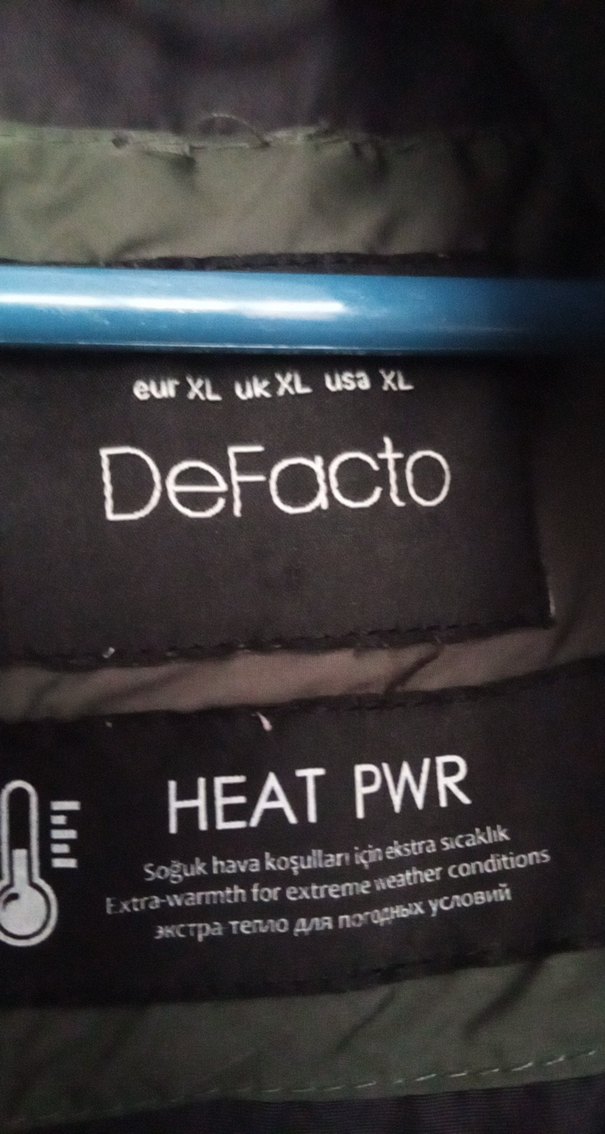 eur XL uk XL usa XL
DeFacto
HEAT PWR
Soğuk hava koşulları için ekstra sıcaklık
Extra-warmth for extreme weather conditions
экстра тепло для погодных условий